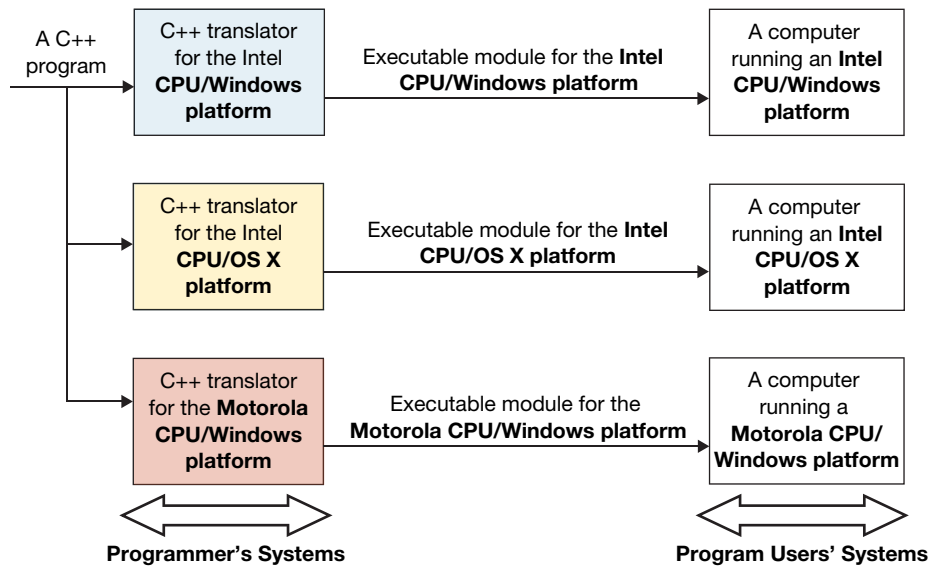 A C++
program
C++ translator
for the Intel
CPU/Windows
platform
Executable module for the Intel
CPU/Windows platform
A computer
running an Intel
CPU/Windows
platform
C++ translator
for the Intel
CPU/OS X
platform
Executable module for the Intel
CPU/OS X platform
A computer
running an Intel
CPU/OS X
platform
C++ translator
for the Motorola
CPU/Windows
platform
Executable module for the
Motorola CPU/Windows platform
A computer
running a
Motorola CPU/
Windows platform
Programmer’s Systems
Program Users’ Systems